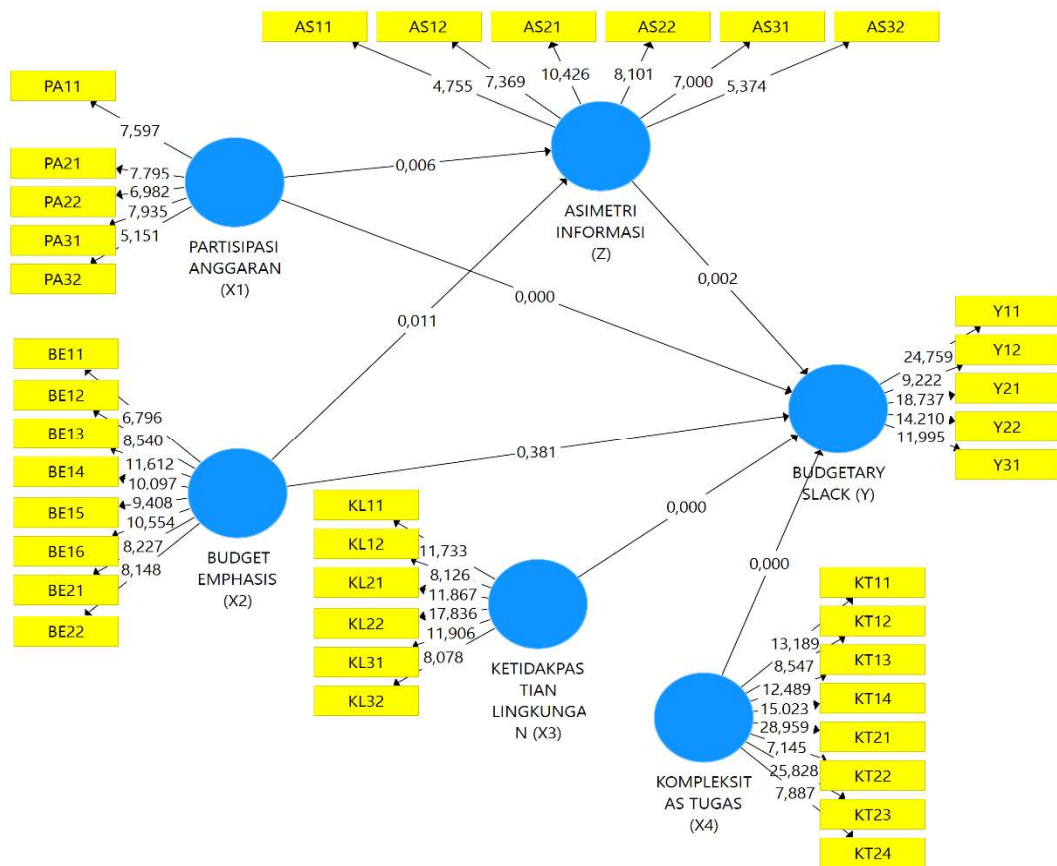 AS11
AS12
AS21
AS22
AS31
AS32
4,755
7,369
10,426
8,101
7,000
5,374
PA11
PA21
PA22
PA31
PA32
7,597
7,795
6,982
7,935
5,151
PARTISIPASI
ANGGARAN
(X1)
ASIMETRI
INFORMASI
(Z)
0,006
0,000
0,011
0,002
0,381
0,000
0,000
BE11
BE12
BE13
BE14
BE15
BE16
BE21
BE22
6,796
8,540
11,612
10,097
9,408
10,554
8,227
8,148
BUDGET
EMPHASIS
(X2)
Y11
Y12
Y21
Y22
Y31
24,759
9,222
18,737
14,210
11,995
BUDGETARY
SLACK (Y)
KL11
KL12
KL21
KL22
KL31
KL32
11,733
8,126
11,867
17,836
11,906
8,078
KETIDAKPAS
TIAN
LINGKUNGA
N (X3)
KT11
KT12
KT13
KT14
KT21
KT22
KT23
KT24
13,189
8,547
12,489
15,023
28,959
7,145
25,828
7,887
KOMPLEKSIT
AS TUGAS
(X4)